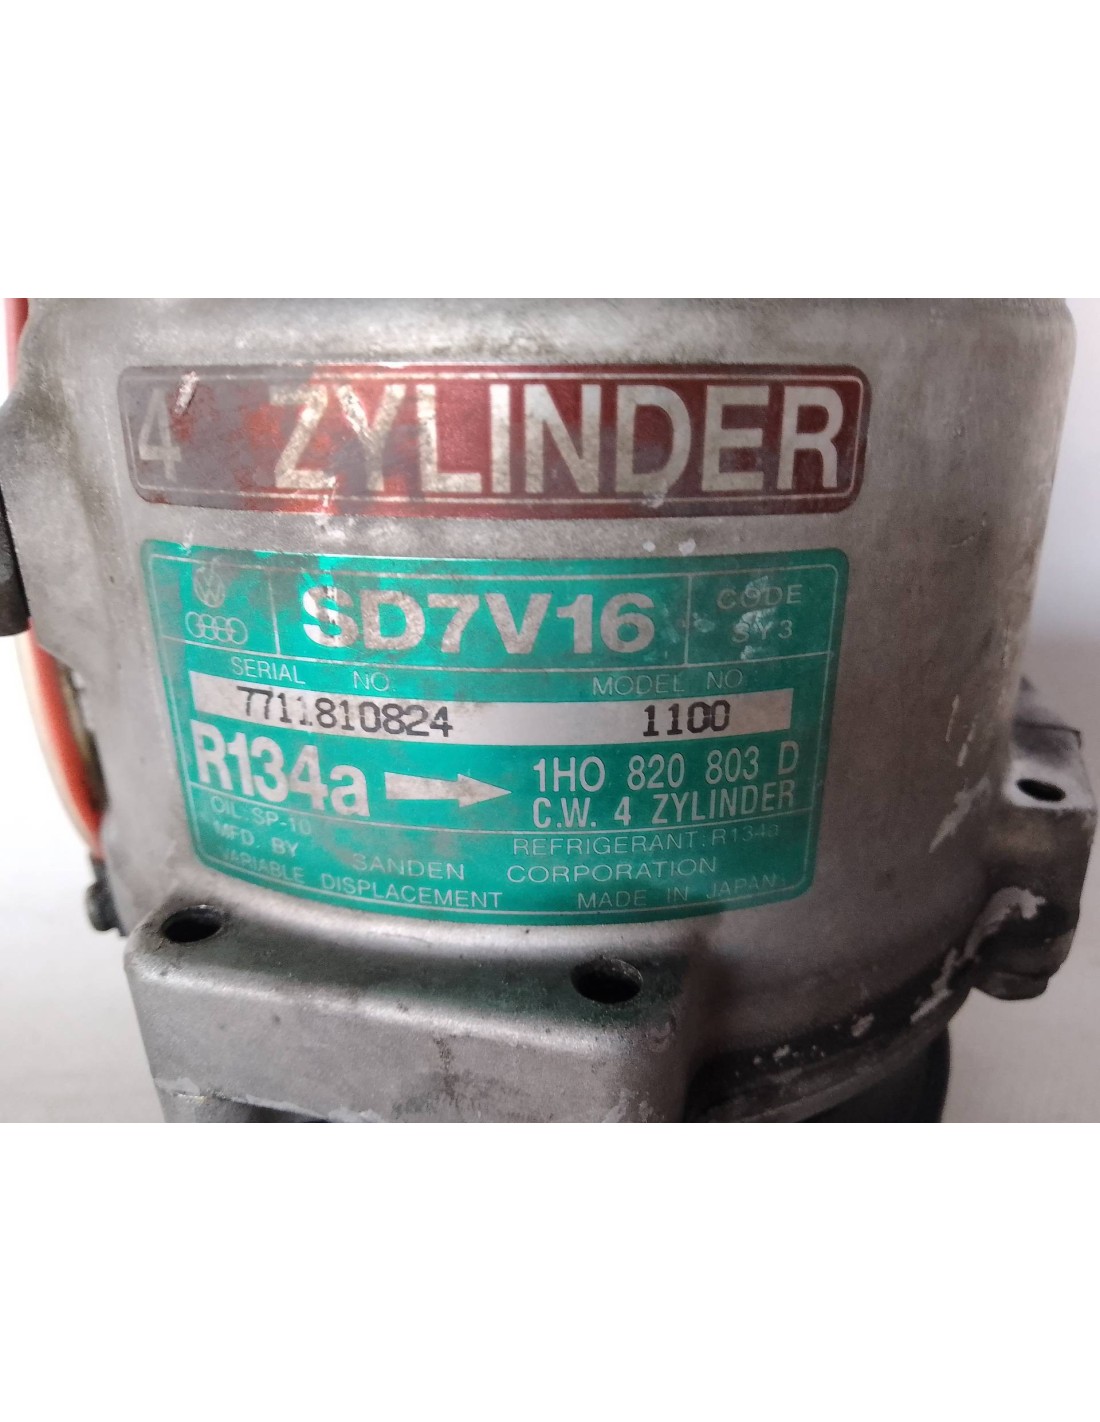 4 ZYLINDER
SD7V16
CODE
SY3
SERIAL NO.
MODEL NO
7711810824
1100
R134a
1HO 820 803 D
C.W. 4 ZYLINDER
OIL SP-10
REFRIGERANT:R134a
MFD. BY SANDEN CORPORATION
VARIABLE DISPLACEMENT MADE IN JAPAN